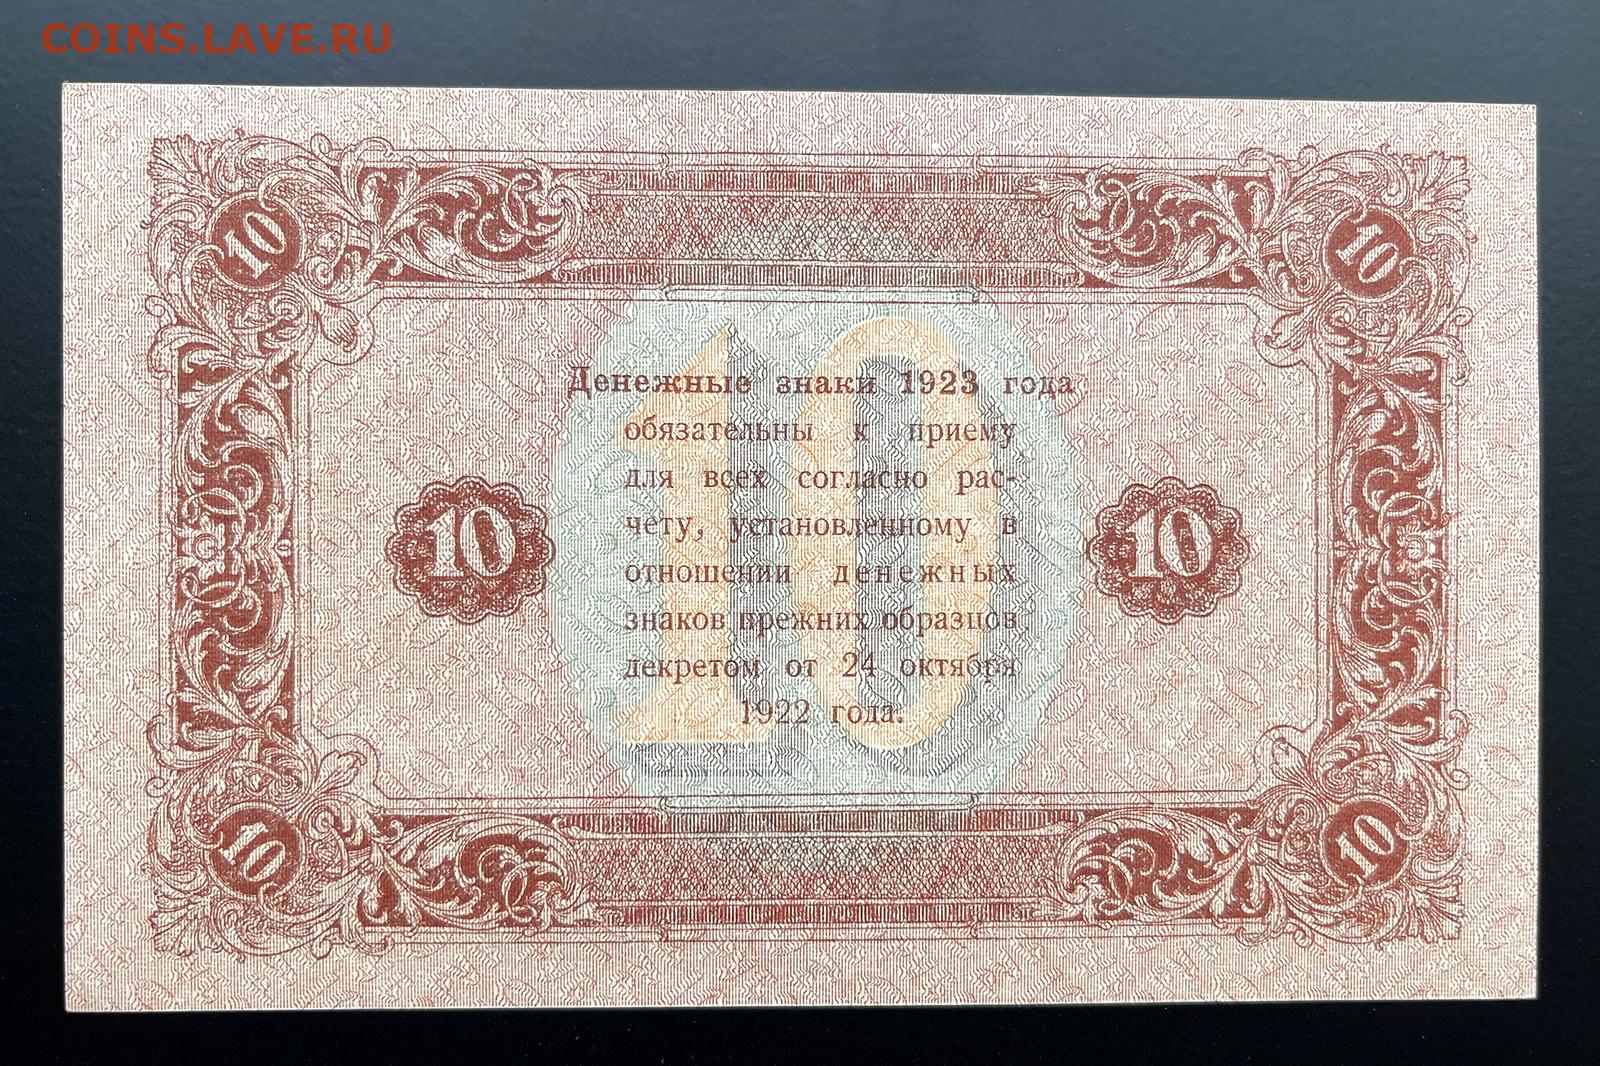 COINS.LAVE.RU
10 10
Денежные знаки 1923 года
обязательны к приему
для всех согласно рас-
чету, установленному в
отношении денежных
знаков прежних образцов
декретом от 24 октября
1922 года.
10 10 10
10 10